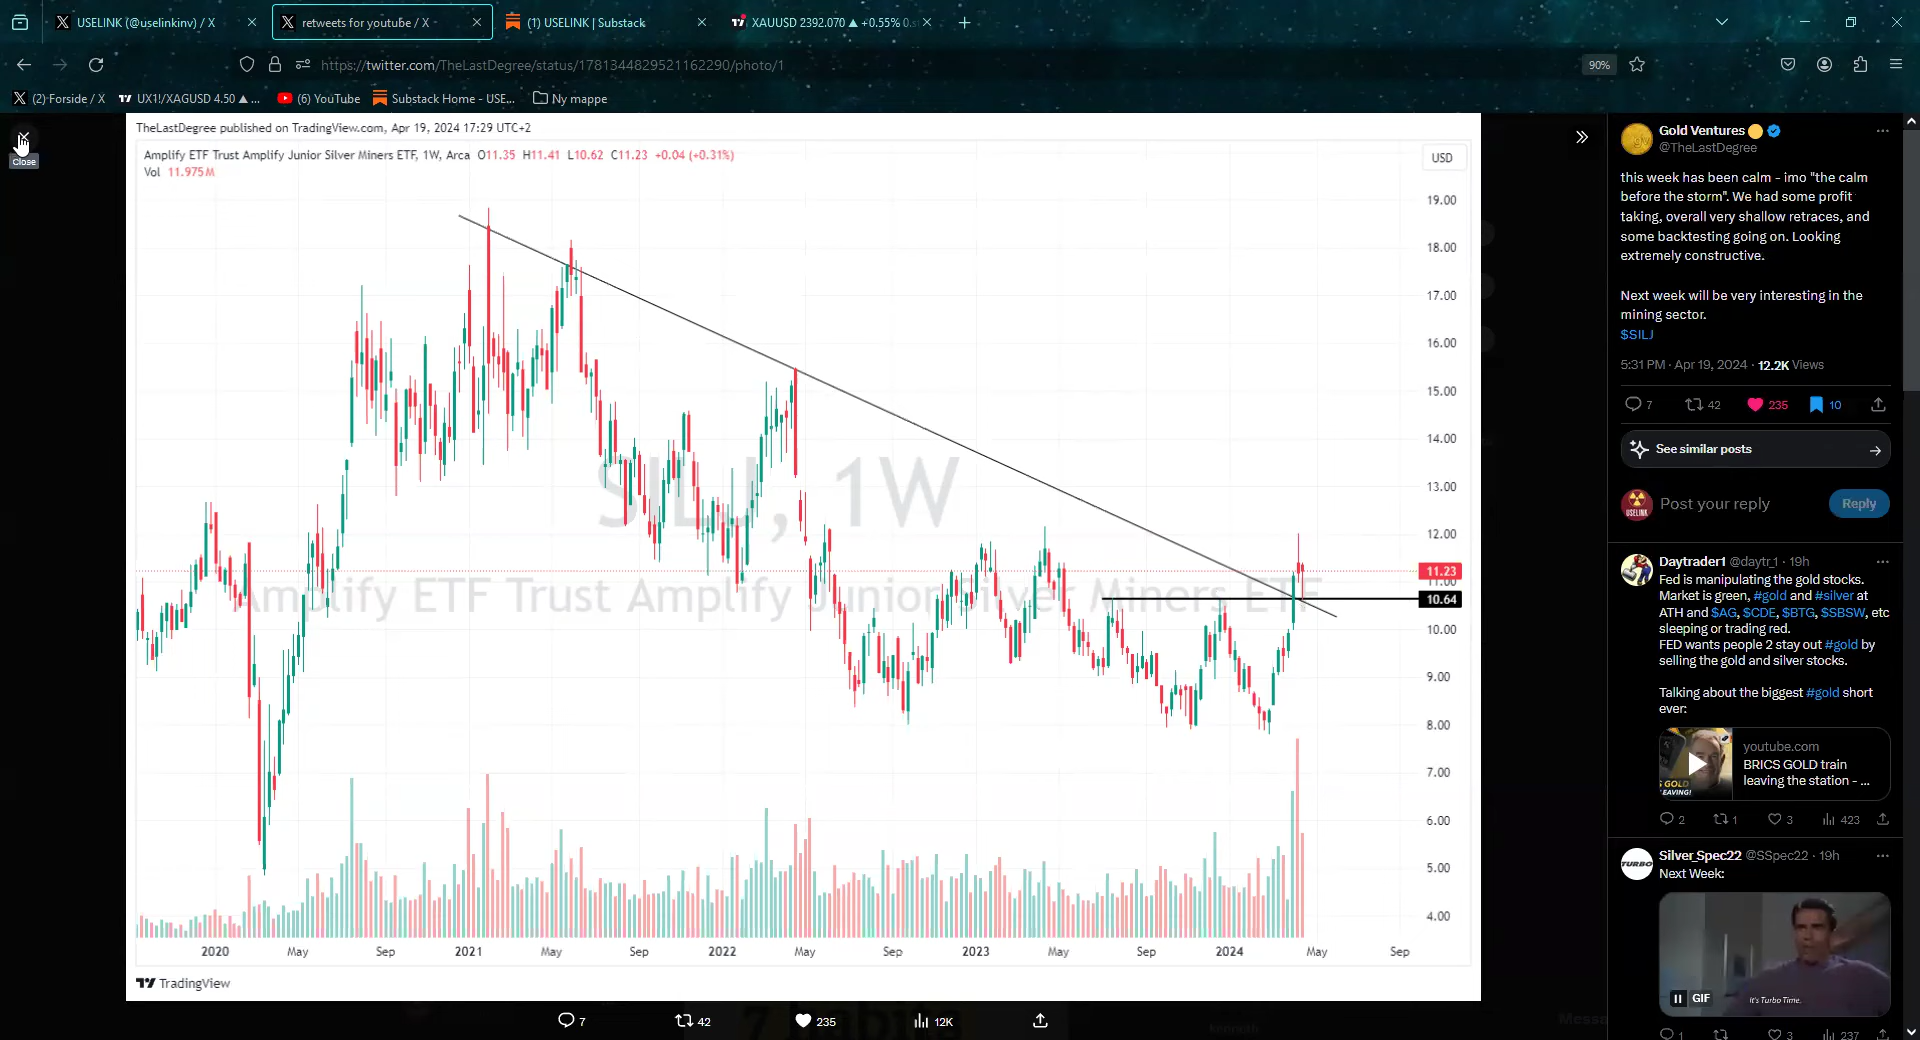 USELINK (@uselinkinv) / X
retweets for youtube / X
(1) USELINK | Substack
XAUUSD 2392.070 ▲ +0.55%
https://twitter.com/TheLastDegree/status/1781344829521162290/photo/1
90%
(2) Forside / X
UX1!/XAGUSD 4.50 ▲ ...
(6) YouTube
Substack Home - USE...
Ny mappe
Close
TheLastDegree published on TradingView.com, Apr 19, 2024 17:29 UTC+2
Amplify ETF Trust Amplify Junior Silver Miners ETF, 1W, Arca O11.35 H11.41 L10.62 C11.23 +0.04 (+0.31%)
Vol 11.975M
USD
19.00
18.00
17.00
16.00
15.00
14.00
13.00
12.00
11.23
11.00
10.64
10.00
9.00
8.00
7.00
6.00
5.00
4.00
SILJ, 1W
Amplify ETF Trust Amplify Junior Silver Miners ETF
2020 May Sep 2021 May Sep 2022 May Sep 2023 May Sep 2024 May Sep
TradingView
7 42 235 12K
Gold Ventures
@TheLastDegree
this week has been calm - imo "the calm
before the storm". We had some profit
taking, overall very shallow retraces, and
some backtesting going on. Looking
extremely constructive.
Next week will be very interesting in the
mining sector.
$SILJ
5:31 PM · Apr 19, 2024 · 12.2K Views
7 42 235 10
See similar posts
USELINK
Post your reply
Reply
Daytrader1 @daytr_1 · 19h
Fed is manipulating the gold stocks.
Market is green, #gold and #silver at
ATH and $AG, $CDE, $BTG, $SBSW, etc
sleeping or trading red.
FED wants people 2 stay out #gold by
selling the gold and silver stocks.
Talking about the biggest #gold short
ever:
S GOLD
EAVING!
youtube.com
BRICS GOLD train
leaving the station - ...
2 1 3 423
TURBO
Silver_Spec22 @SSpec22 · 19h
Next Week:
GIF
It's Turbo Time.
1 3 237